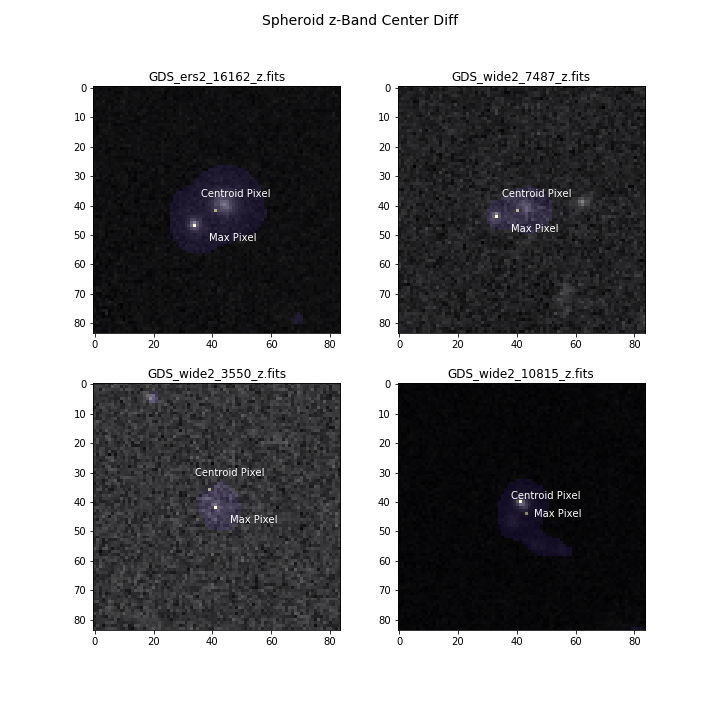 Spheroid z-Band Center Diff
GDS_ers2_16162_z.fits
0
10
20
30
40
50
60
70
80
Centroid Pixel
Max Pixel
0 20 40 60 80
GDS_wide2_7487_z.fits
0
10
20
30
40
50
60
70
80
Centroid Pixel
Max Pixel
0 20 40 60 80
GDS_wide2_3550_z.fits
0
10
20
30
40
50
60
70
80
Centroid Pixel
Max Pixel
0 20 40 60 80
GDS_wide2_10815_z.fits
0
10
20
30
40
50
60
70
80
Centroid Pixel
Max Pixel
0 20 40 60 80